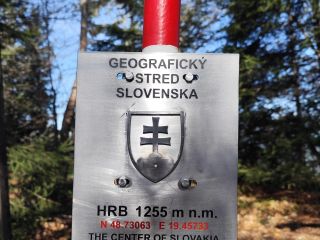 GEOGRAFICKÝ
STRED
SLOVENSKA
HRB 1255 m n.m.
N 48.73063 E 19.45733
THE CENTER OF SLOVAKIA